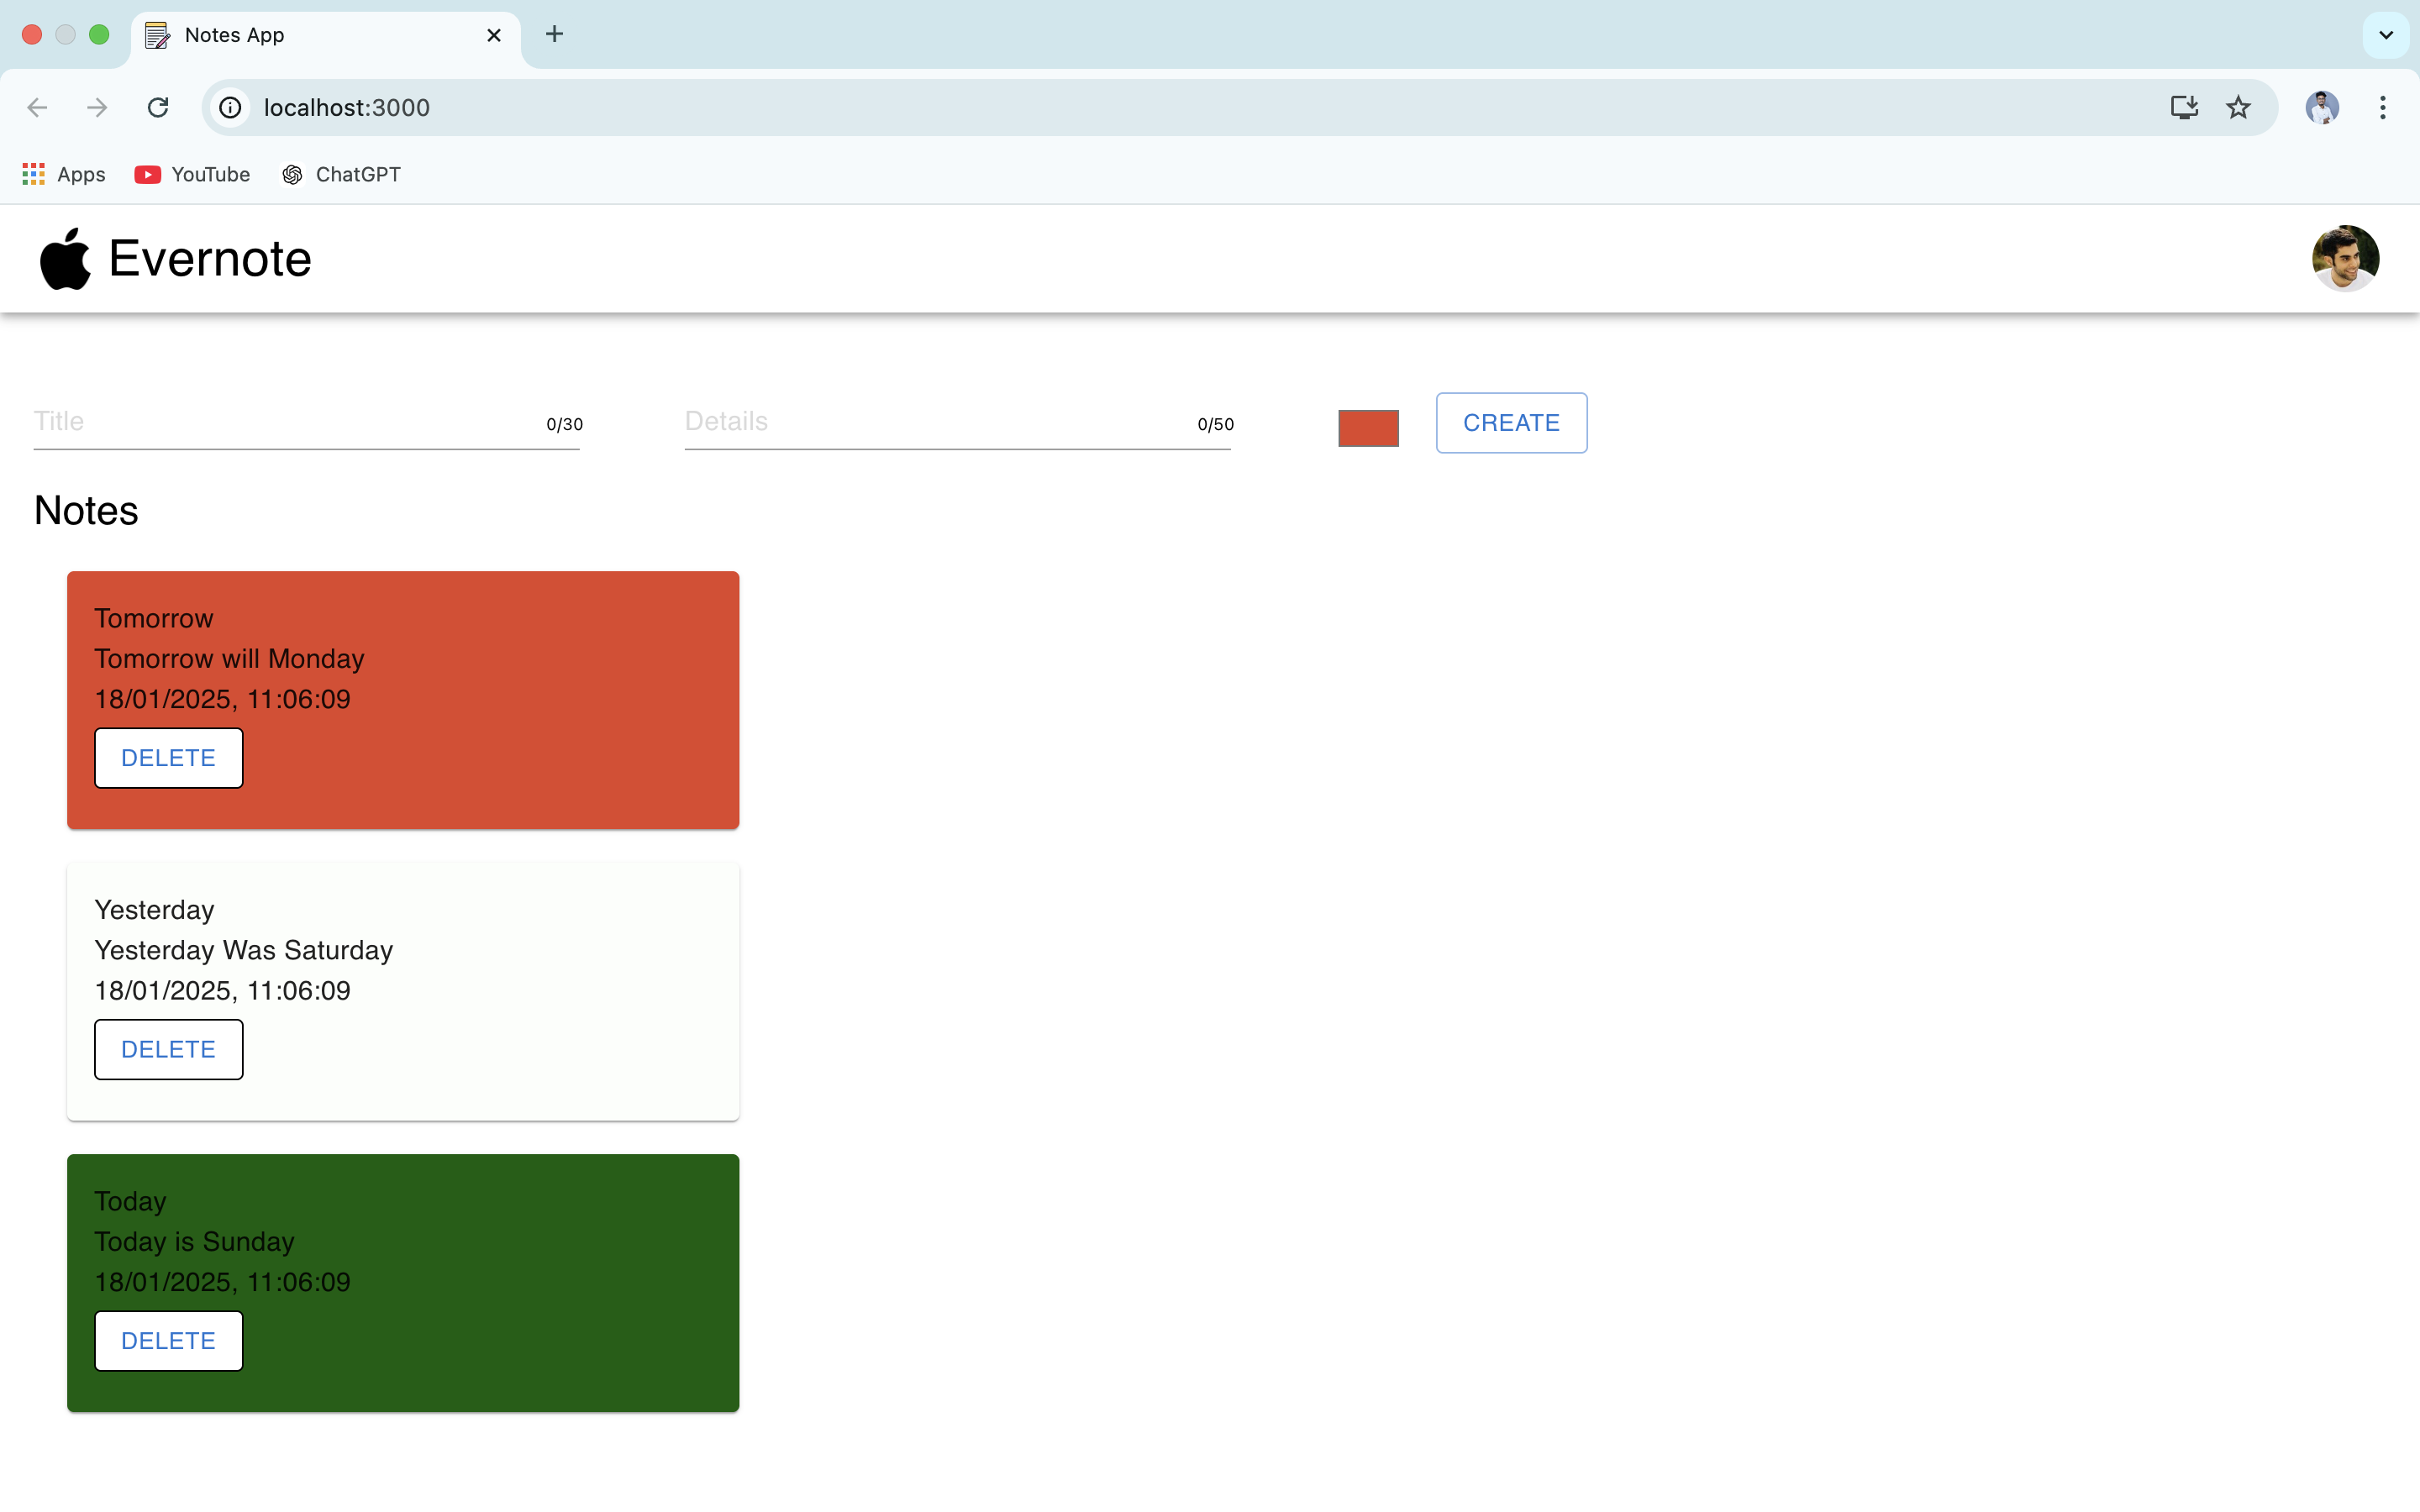 Notes App
localhost:3000
Apps YouTube ChatGPT
Evernote
Title 0/30 Details 0/50 CREATE
Notes
Tomorrow
Tomorrow will Monday
18/01/2025, 11:06:09
DELETE
Yesterday
Yesterday Was Saturday
18/01/2025, 11:06:09
DELETE
Today
Today is Sunday
18/01/2025, 11:06:09
DELETE